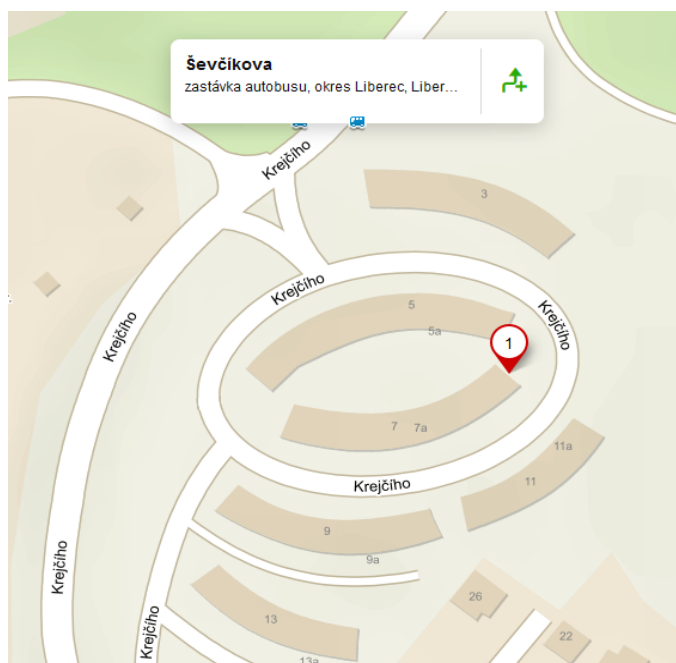 Ševčíkova
zastávka autobusu, okres Liberec, Liber...
Krejčího
3
Krejčího
Krejčího
5
5a
Krejčího
1
7 7a
11a
Krejčího
11
9
9a
Krejčího
26
13
Krejčího
22
13a